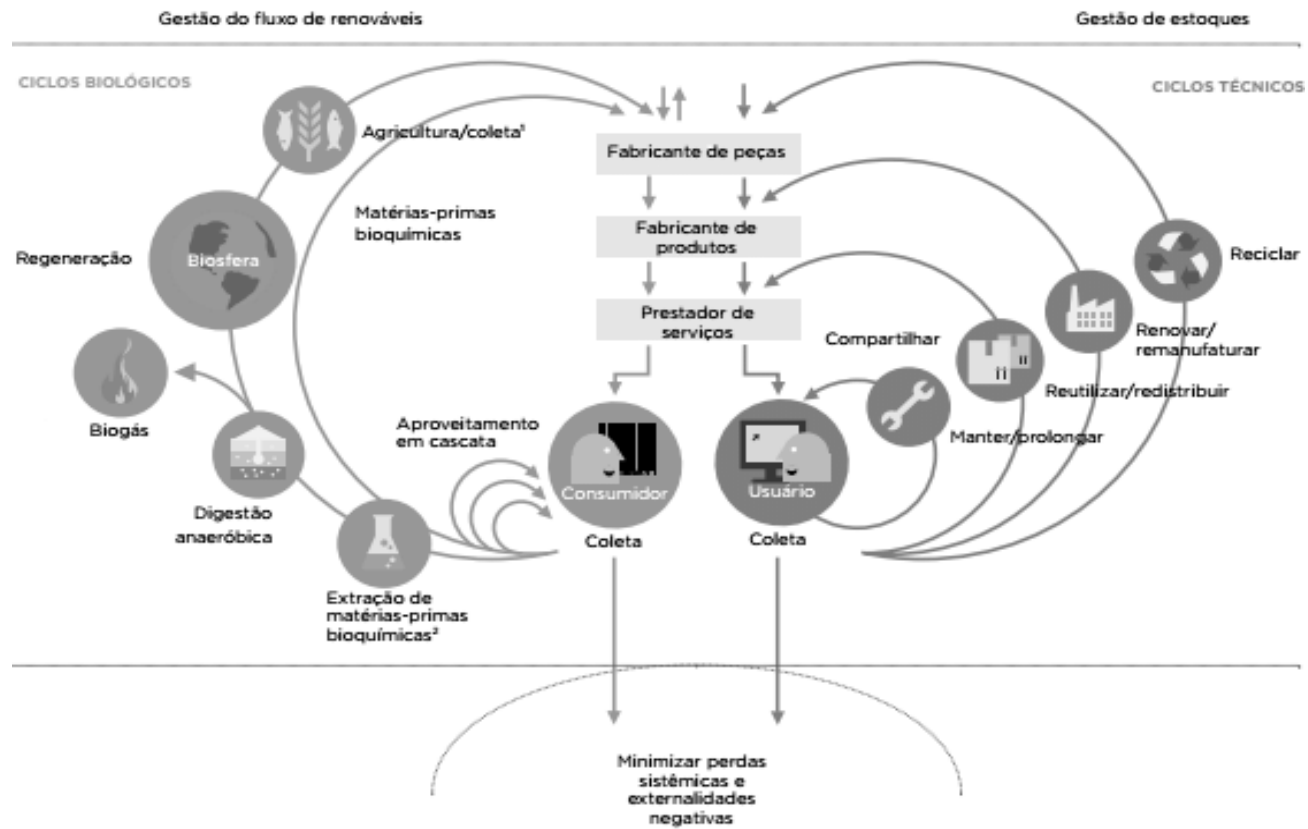 Gestão do fluxo de renováveis
Gestão de estoques
CICLOS BIOLÓGICOS
CICLOS TÉCNICOS
Agricultura/coleta¹
Matérias-primas
bioquímicas
Regeneração
Biosfera
Biogás
Digestão
anaeróbica
Extração de
matérias-primas
bioquímicas²
Aproveitamento
em cascata
Fabricante de peças
Fabricante de
produtos
Prestador de
serviços
Consumidor
Coleta
Usuário
Coleta
Compartilhar
Manter/prolongar
Reutilizar/redistribuir
Renovar/
remanufaturar
Reciclar
Minimizar perdas
sistêmicas e
externalidades
negativas